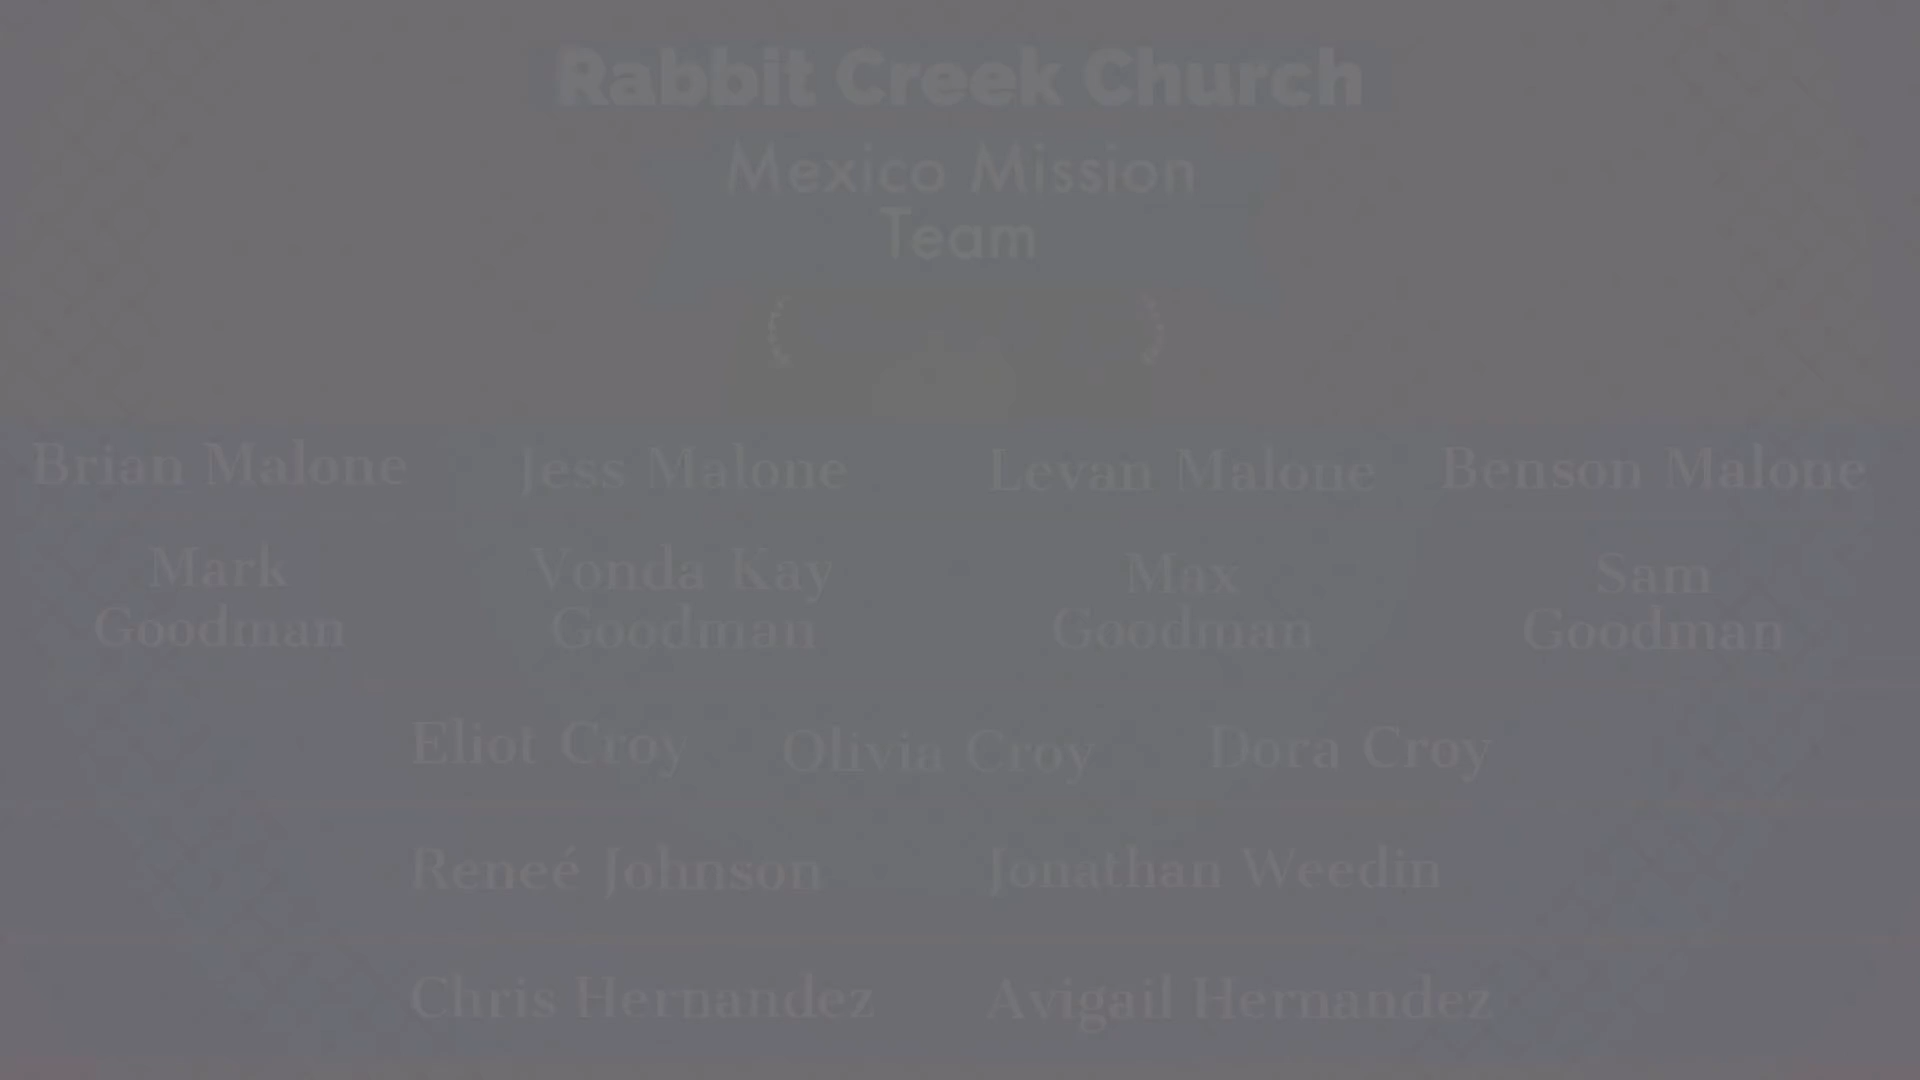 Rabbit Creek Church
Mexico Mission
Team
Brian Malone Jess Malone Levan Malone Benson Malone
Mark Vonda Kay Max Sam
Goodman Goodman Goodman Goodman
Eliot Croy Olivia Croy Dora Croy
Reneé Johnson Jonathan Weedin
Chris Hernandez Avigail Hernandez